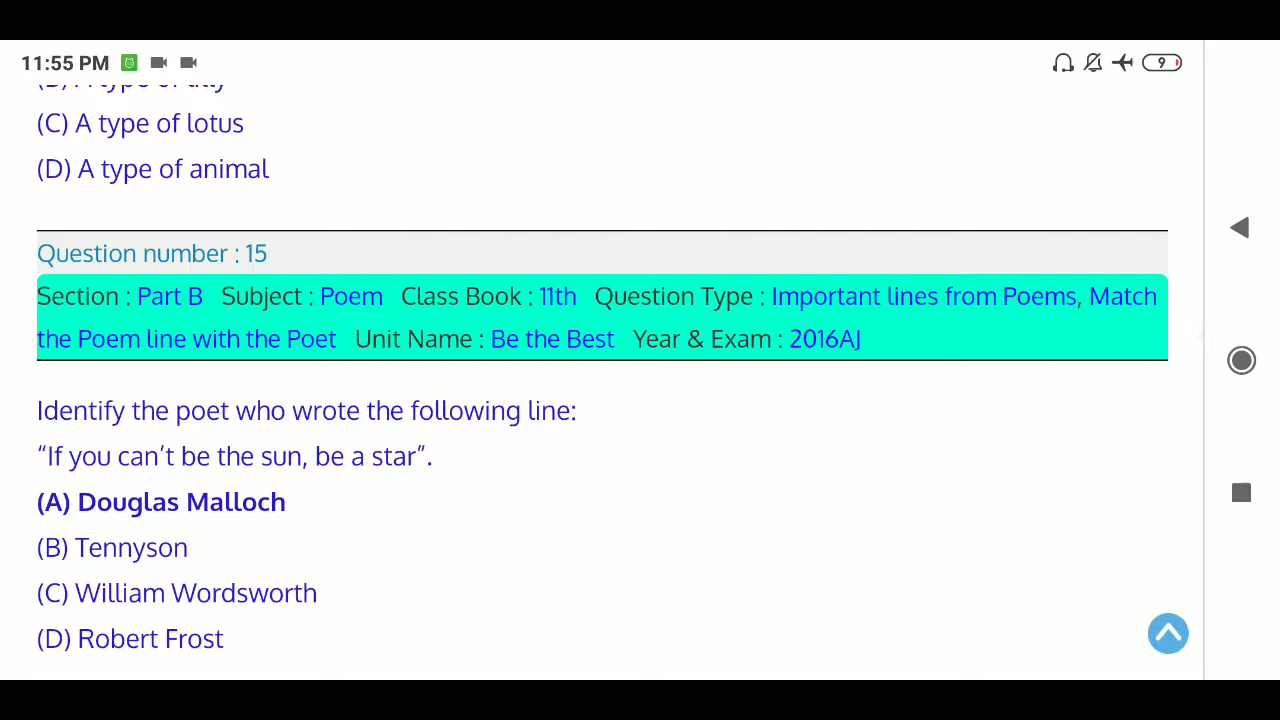 11:55 PM
9
(C) A type of lotus
(D) A type of animal
Question number : 15
Section : Part B Subject : Poem Class Book : 11th Question Type : Important lines from Poems, Match
the Poem line with the Poet Unit Name : Be the Best Year & Exam : 2016AJ
Identify the poet who wrote the following line:
“If you can’t be the sun, be a star”.
(A) Douglas Malloch
(B) Tennyson
(C) William Wordsworth
(D) Robert Frost